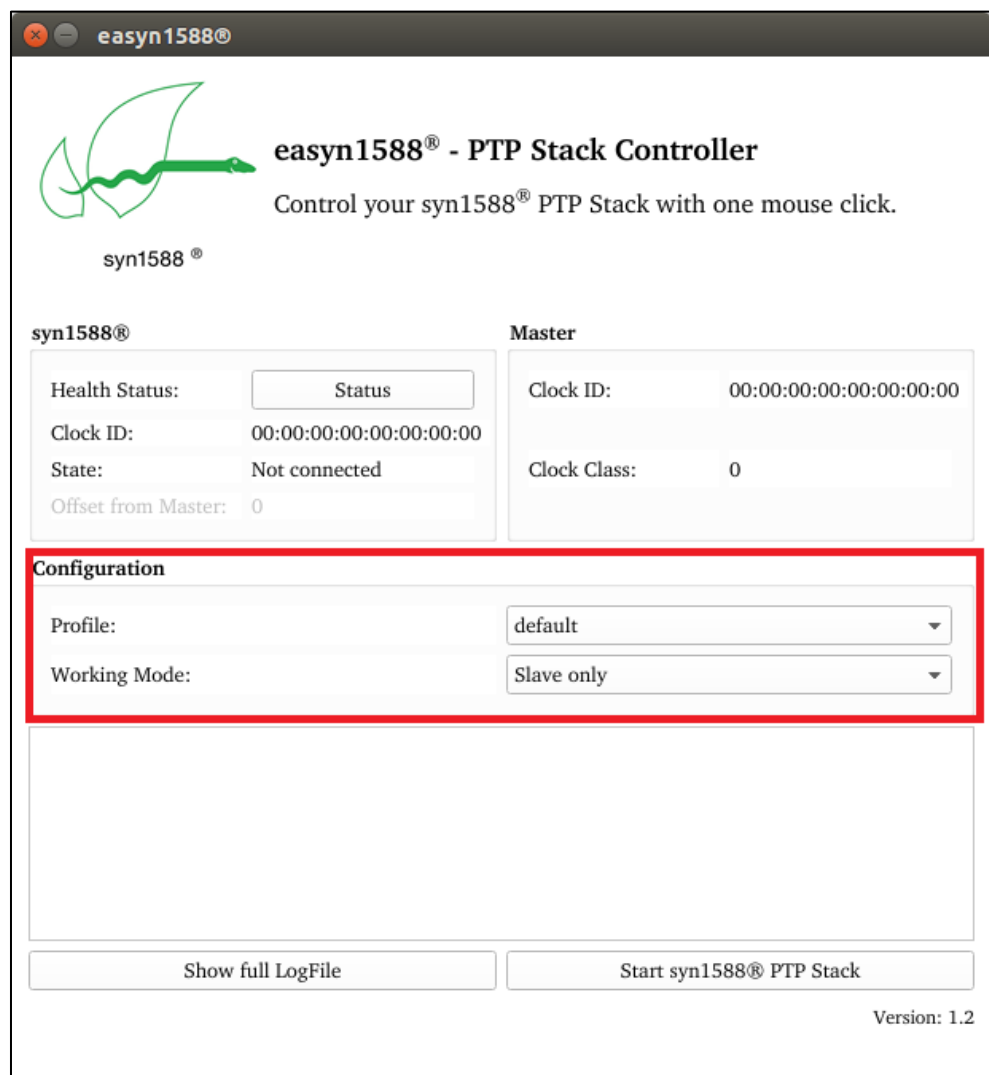 easyn1588®
easyn1588® - PTP Stack Controller
Control your syn1588® PTP Stack with one mouse click.
syn1588 ®
syn1588®
Health Status: Status
Clock ID: 00:00:00:00:00:00:00:00
State: Not connected
Offset from Master: 0
Master
Clock ID: 00:00:00:00:00:00:00:00
Clock Class: 0
Configuration
Profile: default
Working Mode: Slave only
Show full LogFile
Start syn1588® PTP Stack
Version: 1.2